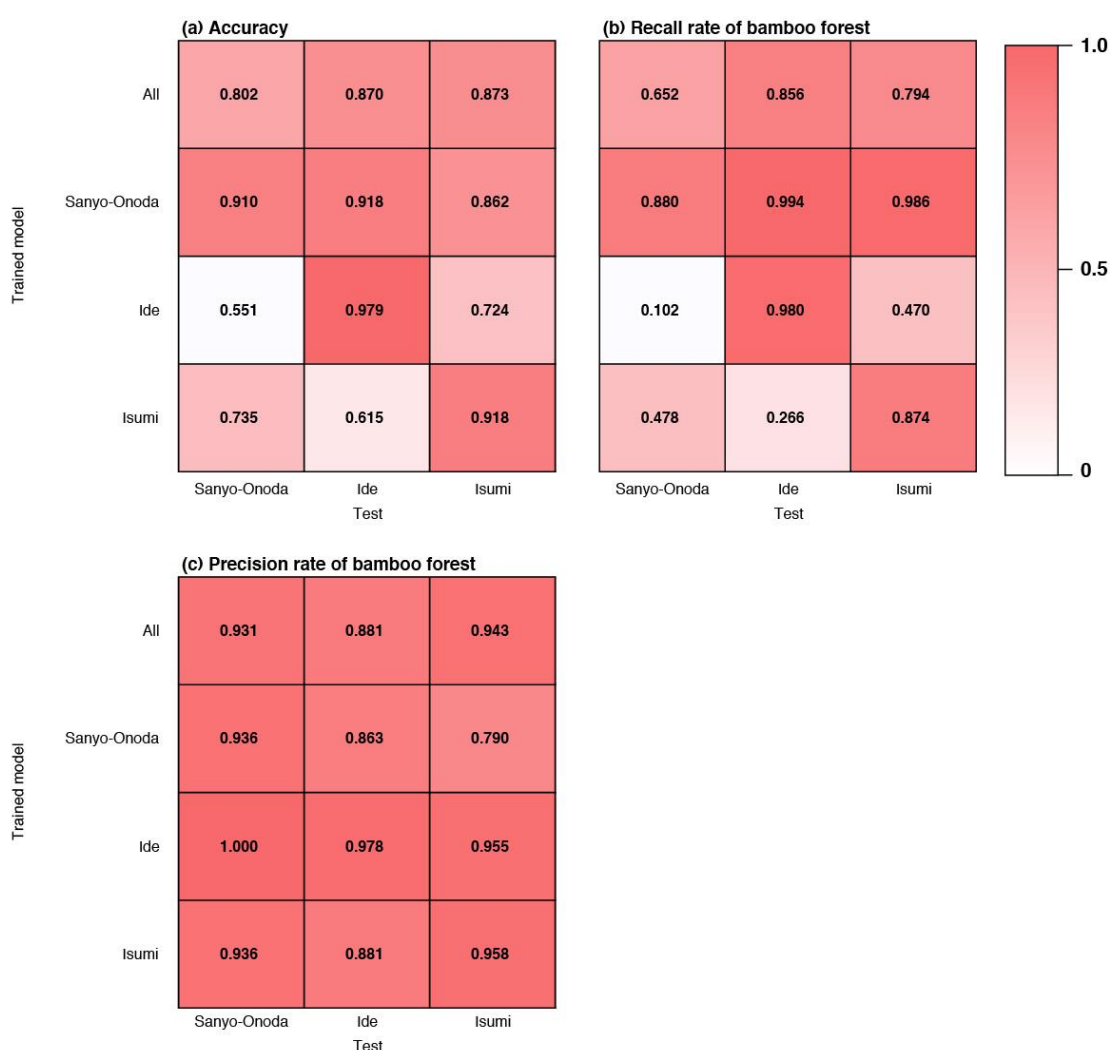 (a) Accuracy
(b) Recall rate of bamboo forest
1.0
All
0.802 0.870 0.873
0.652 0.856 0.794
Sanyo-Onoda
0.910 0.918 0.862
0.880 0.994 0.986
Trained model
0.5
Ide
0.551 0.979 0.724
0.102 0.980 0.470
Isumi
0.735 0.615 0.918
0.478 0.266 0.874
0
Sanyo-Onoda Ide Isumi
Sanyo-Onoda Ide Isumi
Test
Test
(c) Precision rate of bamboo forest
All
0.931 0.881 0.943
Sanyo-Onoda
0.936 0.863 0.790
Trained model
Ide
1.000 0.978 0.955
Isumi
0.936 0.881 0.958
Sanyo-Onoda Ide Isumi
Test